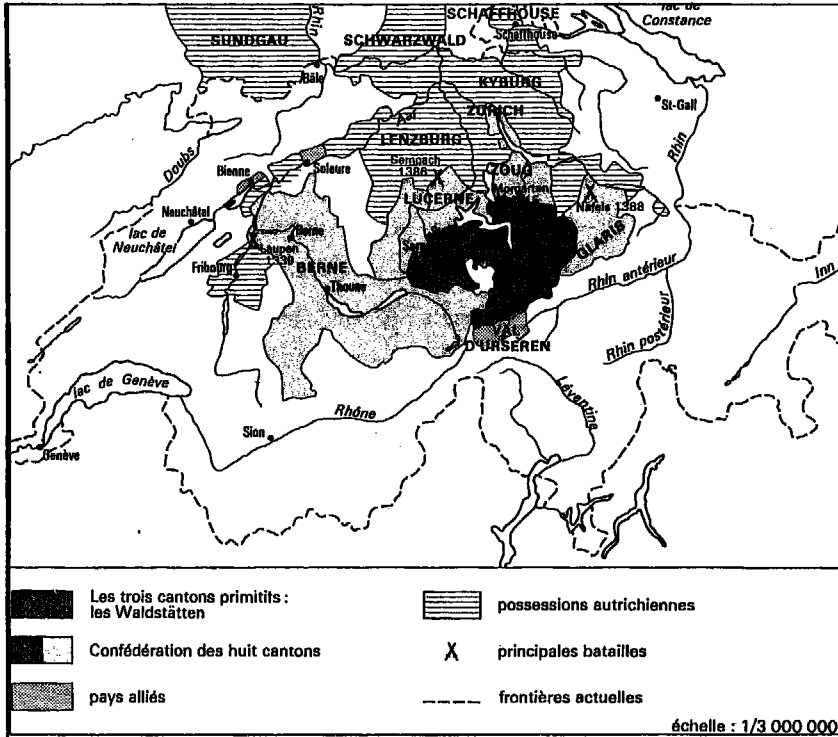 lac de
Constance
SCHAFFHOUSE
Schaffhouse
Rhin
SUNDGAU
SCHWARZWALD
Bâle
KYBURG
St-Gall
ZURICH
Aar
LENZBURG
Rhin
Doubs
Sempach
1386
ZOUG
Bienne
Soleure
Morgarten
LUCERNE
Näfels 1388
Neuchâtel
lac de
Neuchâtel
Berne
GLARIS
Laupen
1339
BERNE
Fribourg
Thoune
Rhin antérieur
Inn
VAL
D'URSEREN
Rhin postérieur
lac de Genève
Rhône
Léventine
Sion
Genève
Les trois cantons primitifs :
les Waldstätten
possessions autrichiennes
Confédération des huit cantons
principales batailles
pays alliés
frontières actuelles
échelle : 1/3 000 000